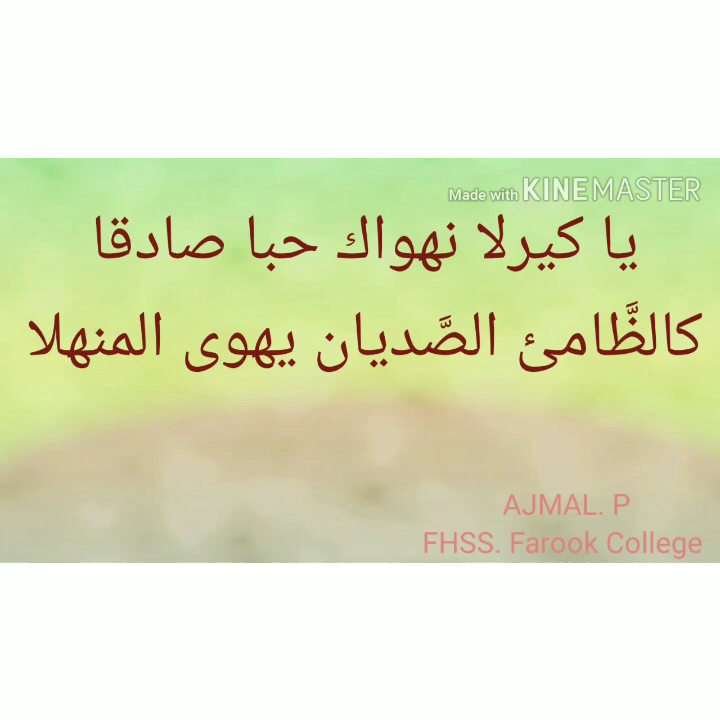 Made with KINEMASTER
يا كيرلا نهواك حبا صادقا
كالظَّامئ الصَّديان يهوى المنهلا
AJMAL. P
FHSS. Farook College